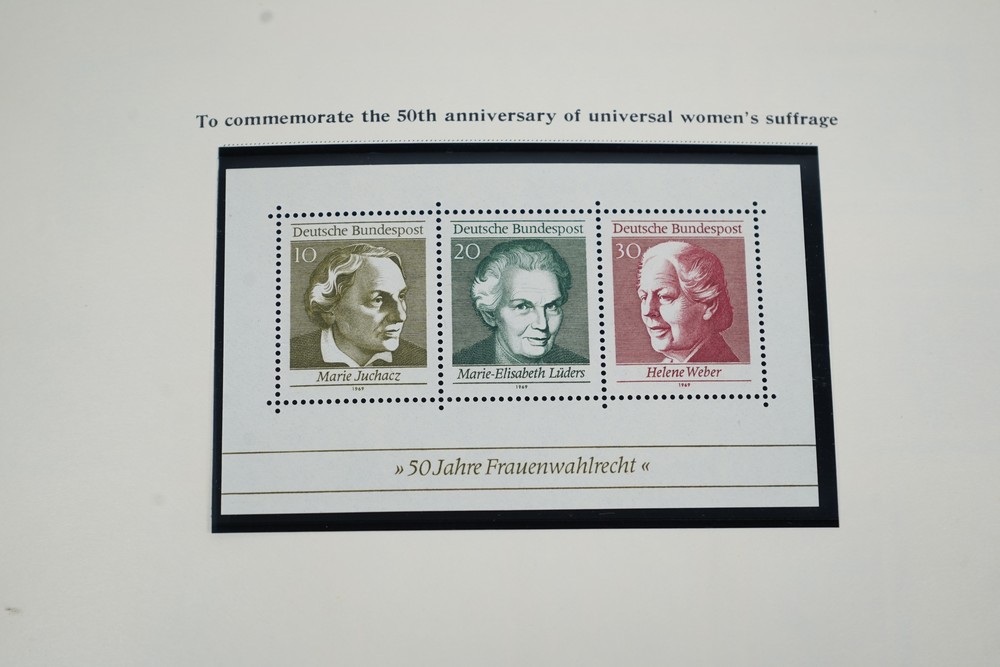 To commemorate the 50th anniversary of universal women's suffrage
Deutsche Bundespost
10
Marie Juchacz
1969
Deutsche Bundespost
20
Marie-Elisabeth Lüders
1969
Deutsche Bundespost
30
Helene Weber
1969
» 50 Jahre Frauenwahlrecht «